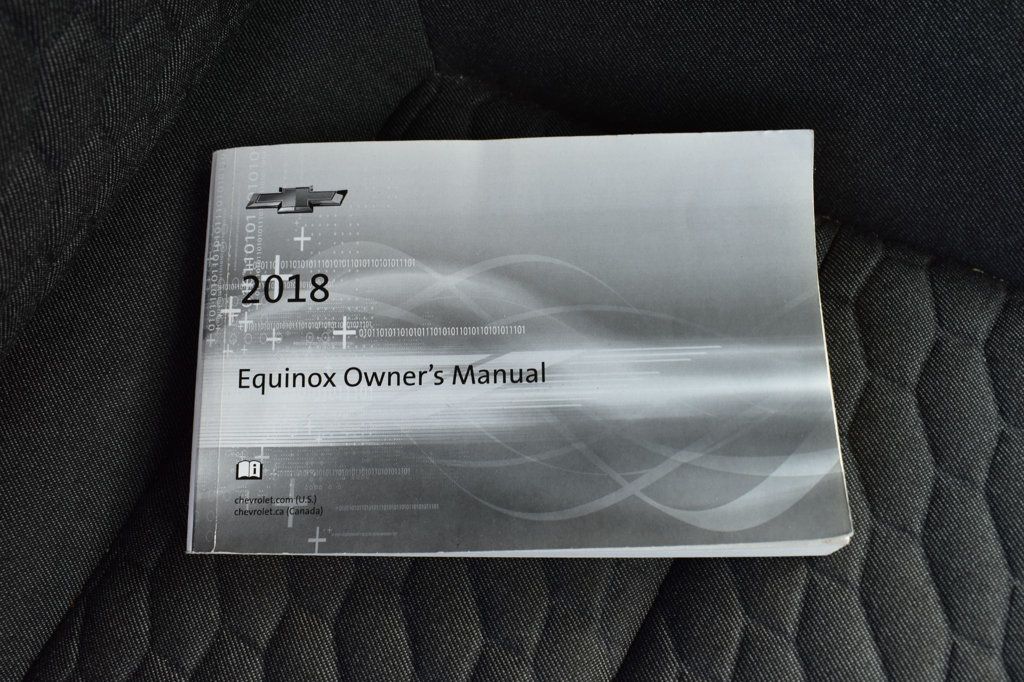 2018
Equinox Owner's Manual
chevrolet.com (U.S.)
chevrolet.ca (Canada)